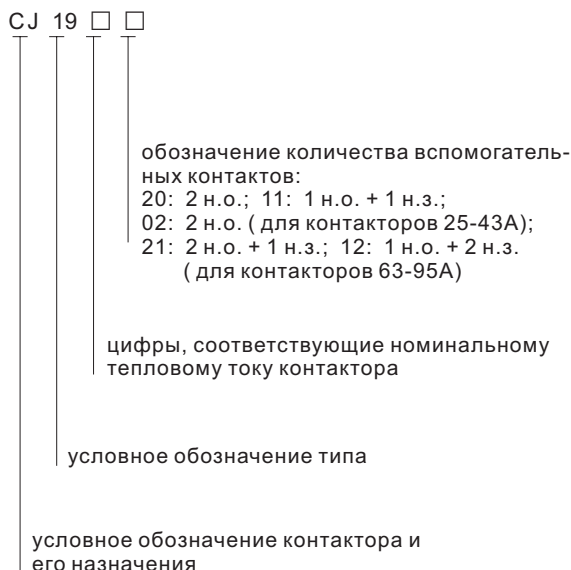 CJ 19 □ □
обозначение количества вспомогатель-
ных контактов:
20: 2 н.о.; 11: 1 н.о. + 1 н.з.;
02: 2 н.о. ( для контакторов 25-43А);
21: 2 н.о. + 1 н.з.; 12: 1 н.о. + 2 н.з.
( для контакторов 63-95А)
цифры, соответствующие номинальному
тепловому току контактора
условное обозначение типа
условное обозначение контактора и
его назначения